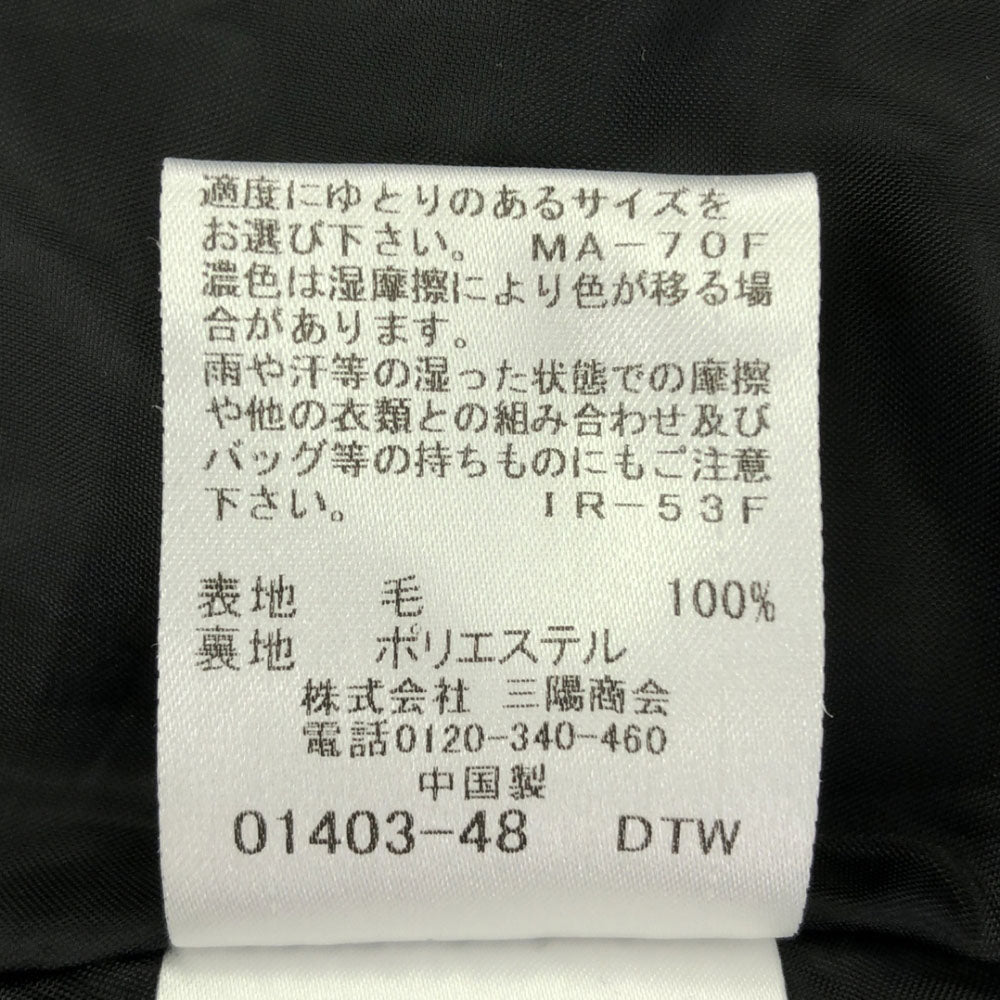 適度にゆとりのあるサイズを
お選び下さい。 MA-70F
濃色は湿摩擦により色が移る場
合があります。
雨や汗等の湿った状態での摩擦
や他の衣類との組み合わせ及び
バッグ等の持ちものにもご注意
下さい。 IR-53F
表地 毛 100%
裏地 ポリエステル
株式会社 三陽商会
電話0120-340-460
中国製
01403-48 DTW